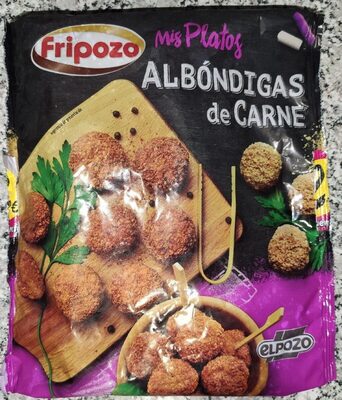 Fripozo
mis Platos
ALBÓNDIGAS
de CARNE
ELPOZO